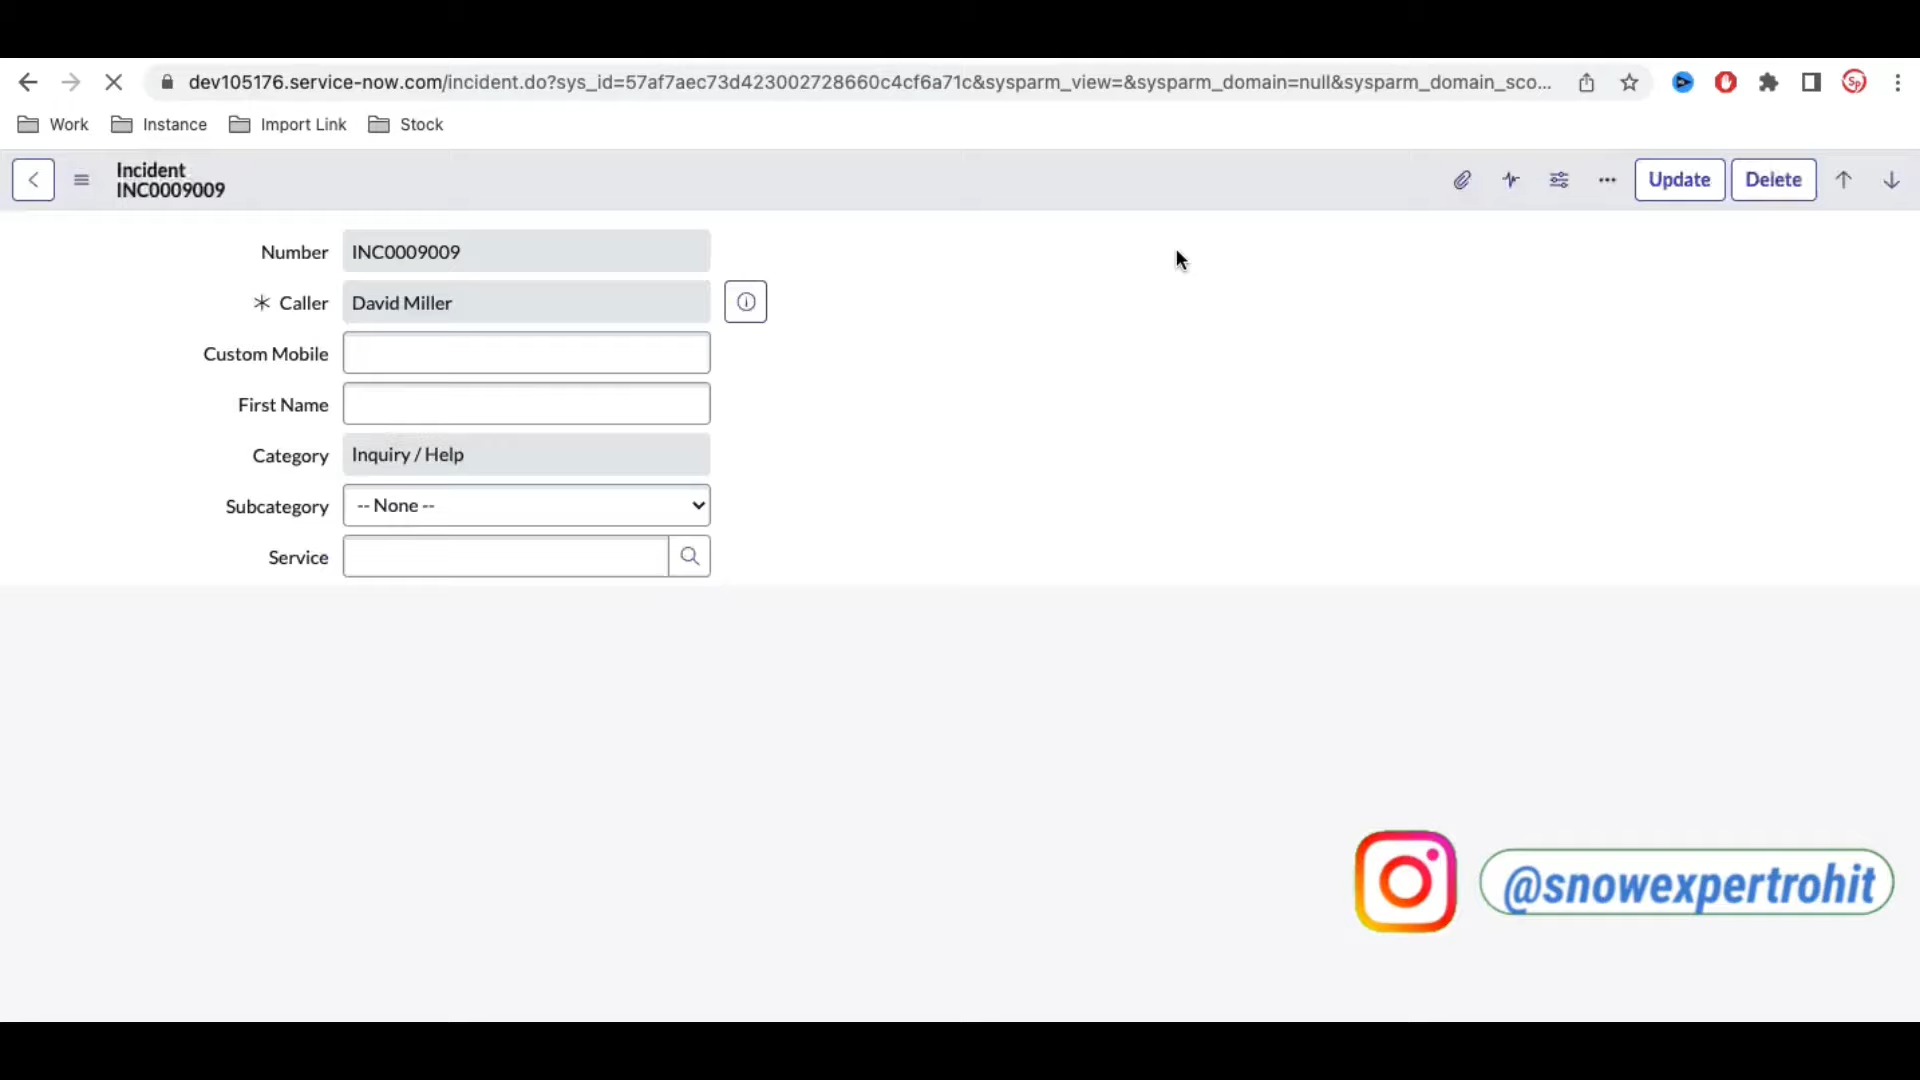 dev105176.service-now.com/incident.do?sys_id=57af7aec73d423002728660c4cf6a71c&sysparm_view=&sysparm_domain=null&sysparm_domain_sco...
Sp
Work Instance Import Link Stock
Incident
INC0009009
Update Delete
Number INC0009009
* Caller David Miller
Custom Mobile
First Name
Category Inquiry / Help
Subcategory -- None --
Service
@snowexpertrohit